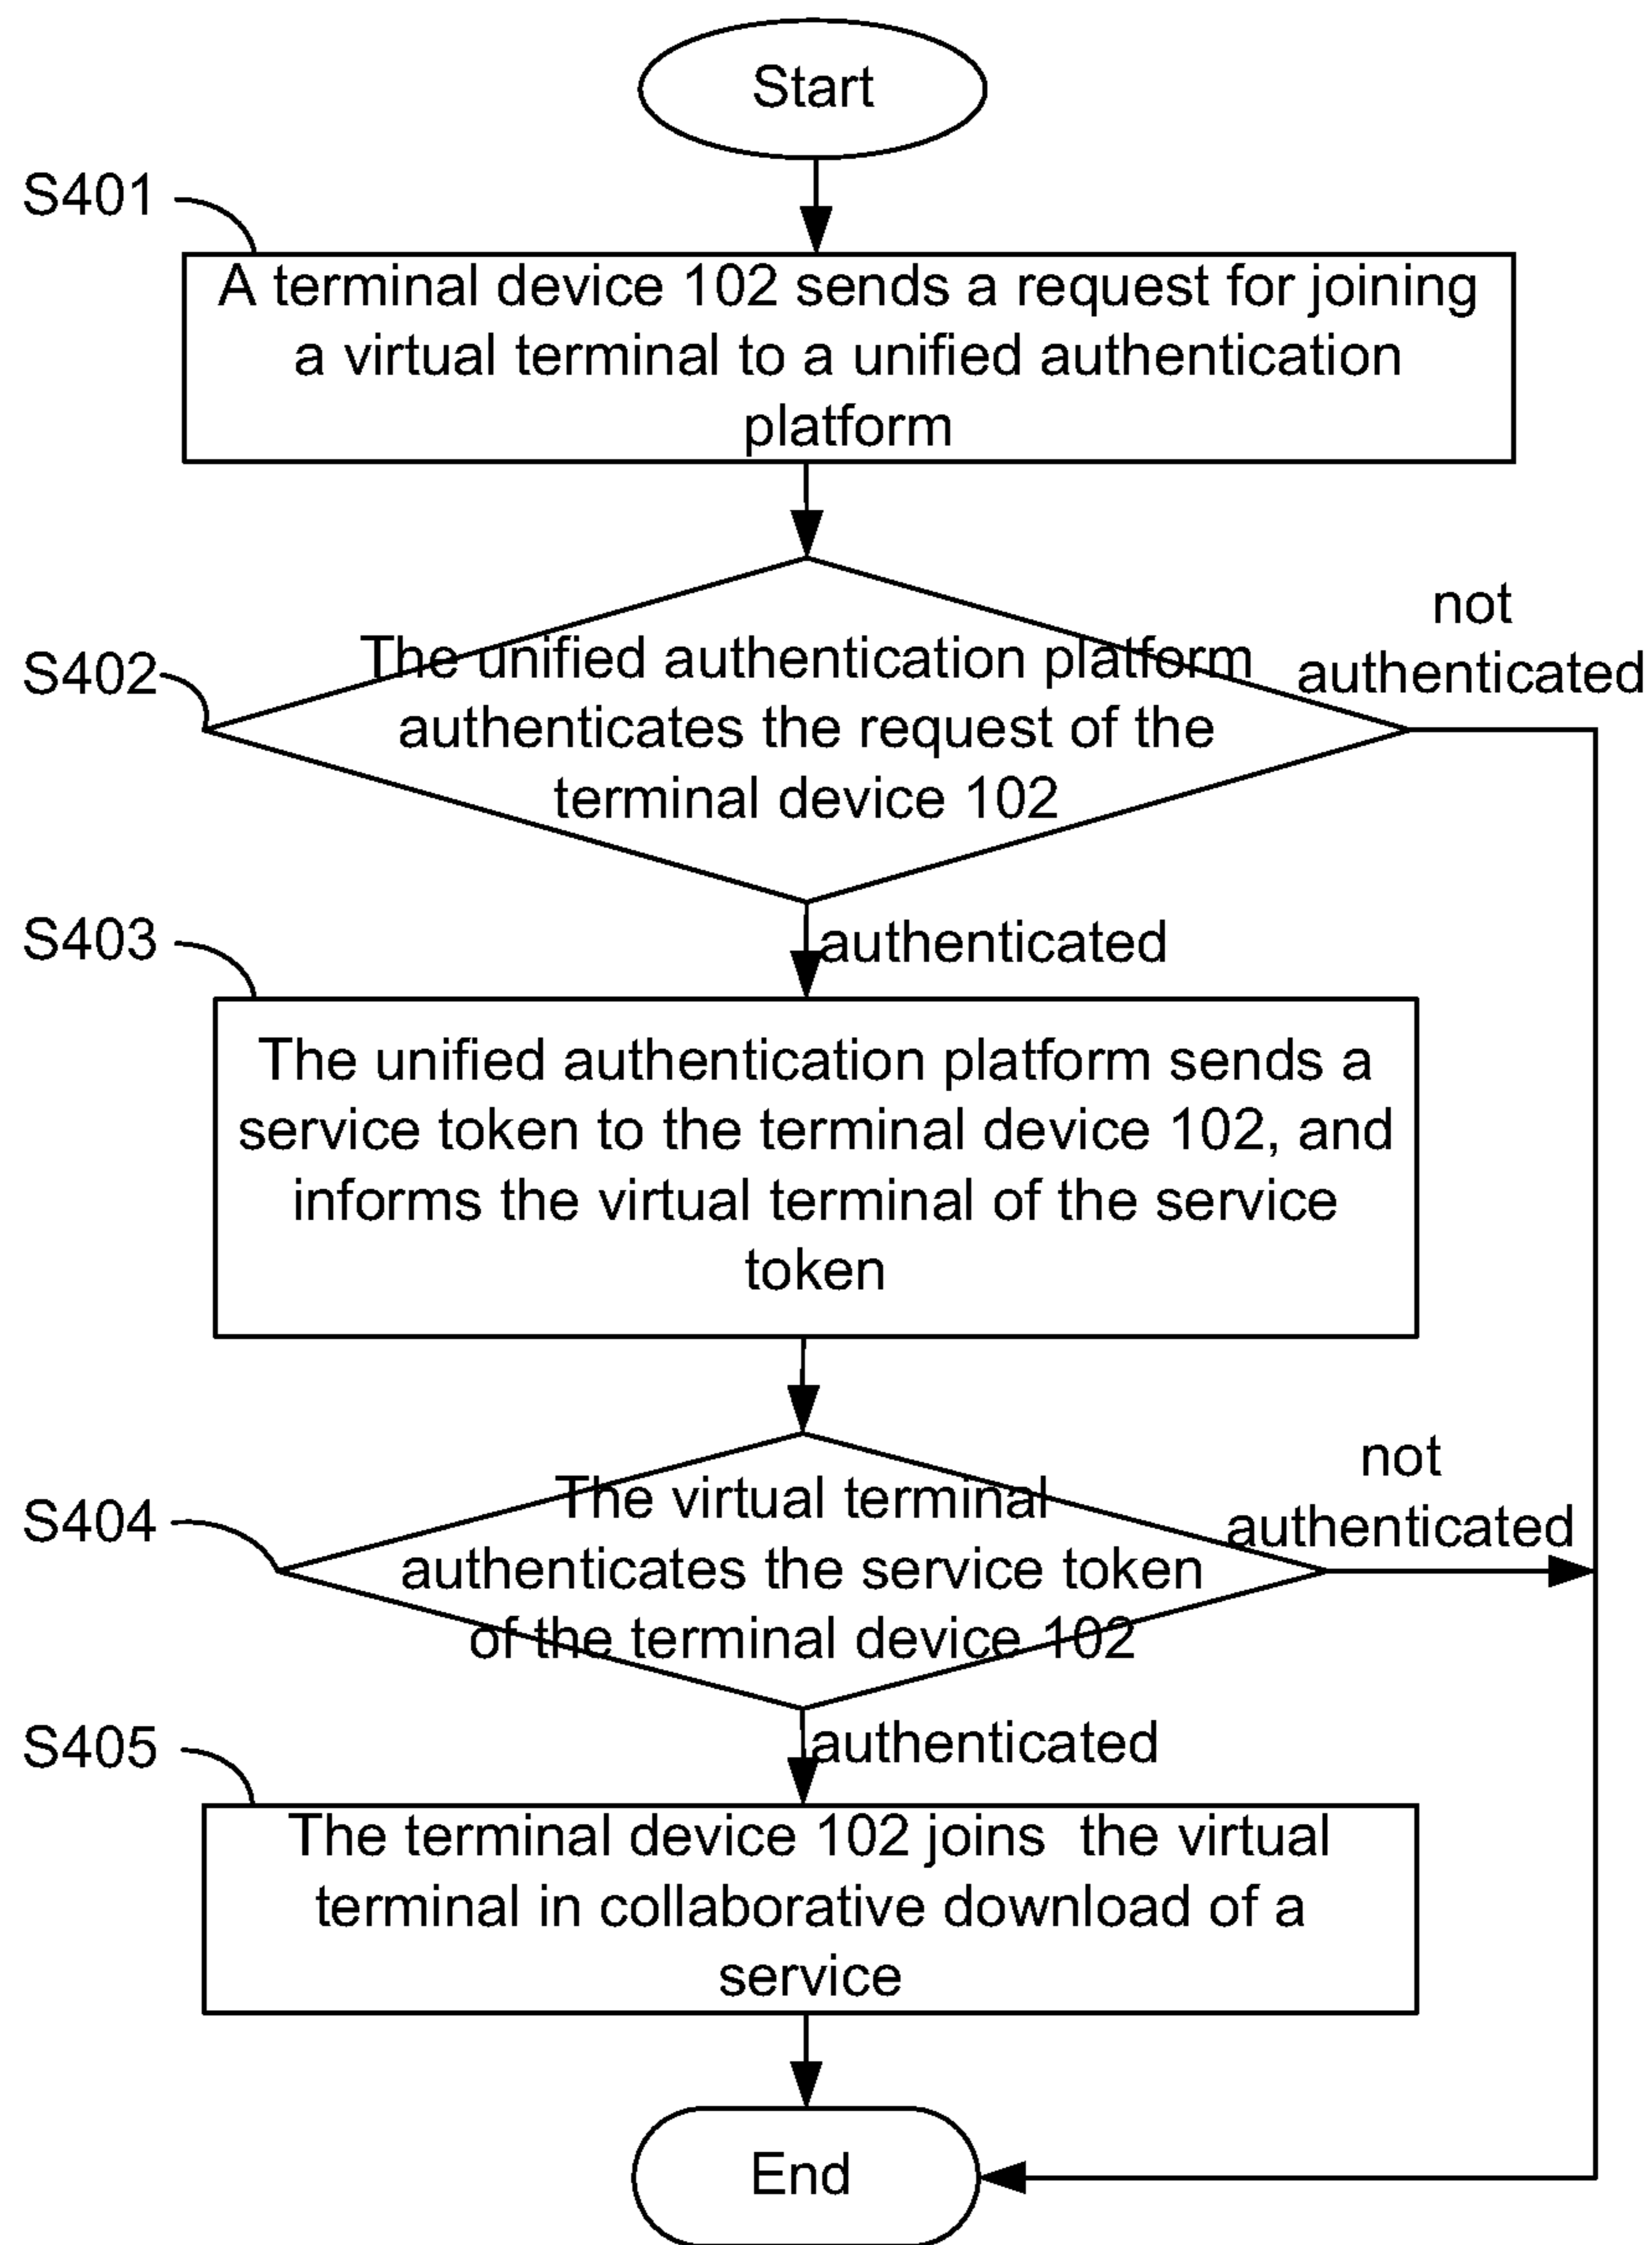 Start
S401
A terminal device 102 sends a request for joining
a virtual terminal to a unified authentication
platform
S402
The unified authentication platform
authenticates the request of the
terminal device 102
not
authenticated
authenticated
S403
The unified authentication platform sends a
service token to the terminal device 102, and
informs the virtual terminal of the service
token
S404
The virtual terminal
authenticates the service token
of the terminal device 102
not
authenticated
authenticated
S405
The terminal device 102 joins the virtual
terminal in collaborative download of a
service
End